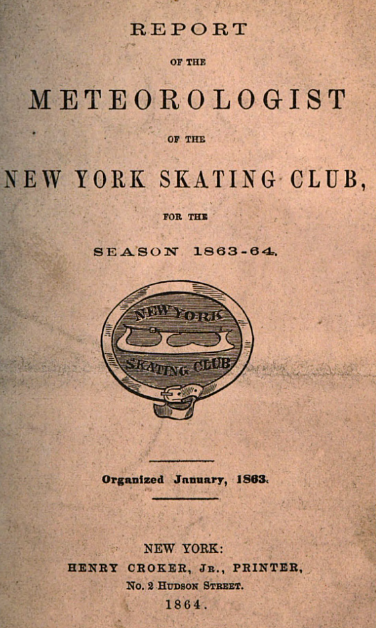 REPORT
OF THE
METEOROLOGIST
OF THE
NEW YORK SKATING CLUB,
FOR THE
SEASON 1863-64.
NEW YORK
SKATING CLUB
Organized January, 1863.
NEW YORK:
HENRY CROKER, JR., PRINTER,
No. 2 HUDSON STREET.
1864.